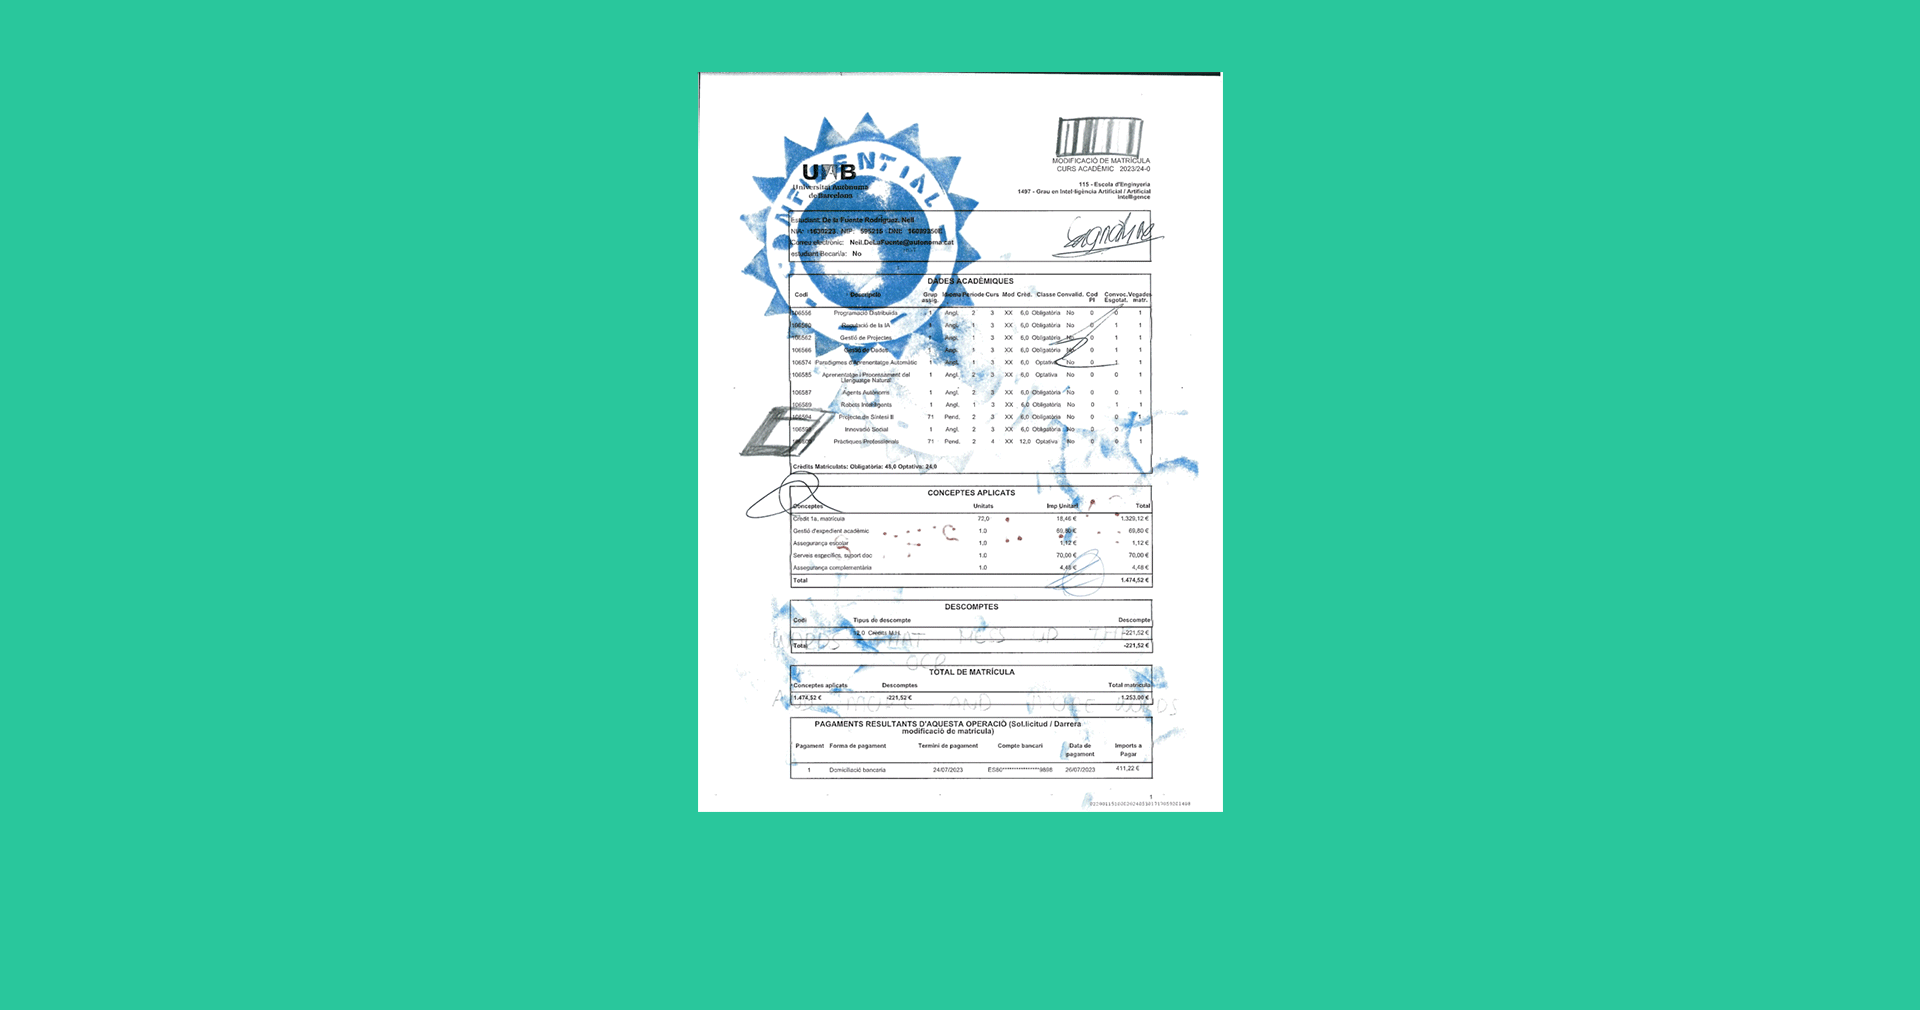 CONFIDENTIAL
UAB
Universitat Autònoma
de Barcelona
MODIFICACIÓ DE MATRÍCULA
CURS ACADÈMIC 2023/24-0
115 - Escola d'Enginyeria
1497 - Grau en Intel·ligència Artificial / Artificial
Intelligence
Estudiant: De la Fuente Rodriguez, Neil
NIA: NIP: DNI:
Correu electrònic: Neil.DeLaFuente@autonoma.cat
estudiant Becari/a: No
Signature
DADES ACADÈMIQUES
Codi Descripció Grup assig. Idioma Període Curs Mod Crèd. Classe Convalid. Cod PI Convoc. Esgotat. Vegades matr.
106556 Programació Distribuïda 1 Angl. 2 3 XX 6,0 Obligatòria No 0 0 1
106560 Regulació de la IA 1 Angl. 1 3 XX 6,0 Obligatòria No 0 1 1
106562 Gestió de Projectes 1 Angl. 1 3 XX 6,0 Obligatòria No 0 1 1
106566 Gestió de Dades 1 Angl. 1 3 XX 6,0 Obligatòria No 0 1 1
106574 Paradigmes d'Aprenentatge Automàtic 1 Angl. 1 3 XX 6,0 Optativa No 0 1 1
106585 Aprenentatge i Processament del Llenguatge Natural 1 Angl. 2 3 XX 6,0 Optativa No 0 0 1
106587 Agents Autònoms 1 Angl. 2 3 XX 6,0 Obligatòria No 0 0 1
106589 Robots Intel·ligents 1 Angl. 1 3 XX 6,0 Obligatòria No 0 1 1
106594 Projecte de Síntesi II 71 Pend. 2 3 XX 6,0 Obligatòria No 0 0 1
Innovació Social 1 Angl. 2 3 XX 6,0 Obligatòria No 0 0 1
Pràctiques Professionals 71 Pend. 2 4 XX 12,0 Optativa No 0 0 1
Crèdits Matriculats: Obligatòria: 48,0 Optativa: 24,0
CONCEPTES APLICATS
Conceptes Unitats Imp Unitari Total
Crèdit 1a. matrícula 72,0 18,46 € 1.329,12 €
Gestió d'expedient acadèmic 1.0 69,80 € 69,80 €
Assegurança escolar 1.0 1,12 € 1,12 €
Serveis específics, suport doc 1.0 70,00 € 70,00 €
Assegurança complementària 1.0 4,48 € 4,48 €
Total 1.474,52 €
DESCOMPTES
Codi Tipus de descompte Descompte
12,0 Crèdits M.H. -221,52 €
WORDS THAT MESS UP THE
Total -221,52 €
OCR
TOTAL DE MATRÍCULA
Conceptes aplicats Descomptes Total matrícula
1.474,52 € -221,52 € 1.253,00 €
AND MORE AND MORE WORDS
PAGAMENTS RESULTANTS D'AQUESTA OPERACIÓ (Sol.licitud / Darrera
modificació de matrícula)
Pagament Forma de pagament Termini de pagament Compte bancari Data de pagament Imports a Pagar
1 Domiciliació bancaria 24/07/2023 ES80****************9898 26/07/2023 411,22 €
1